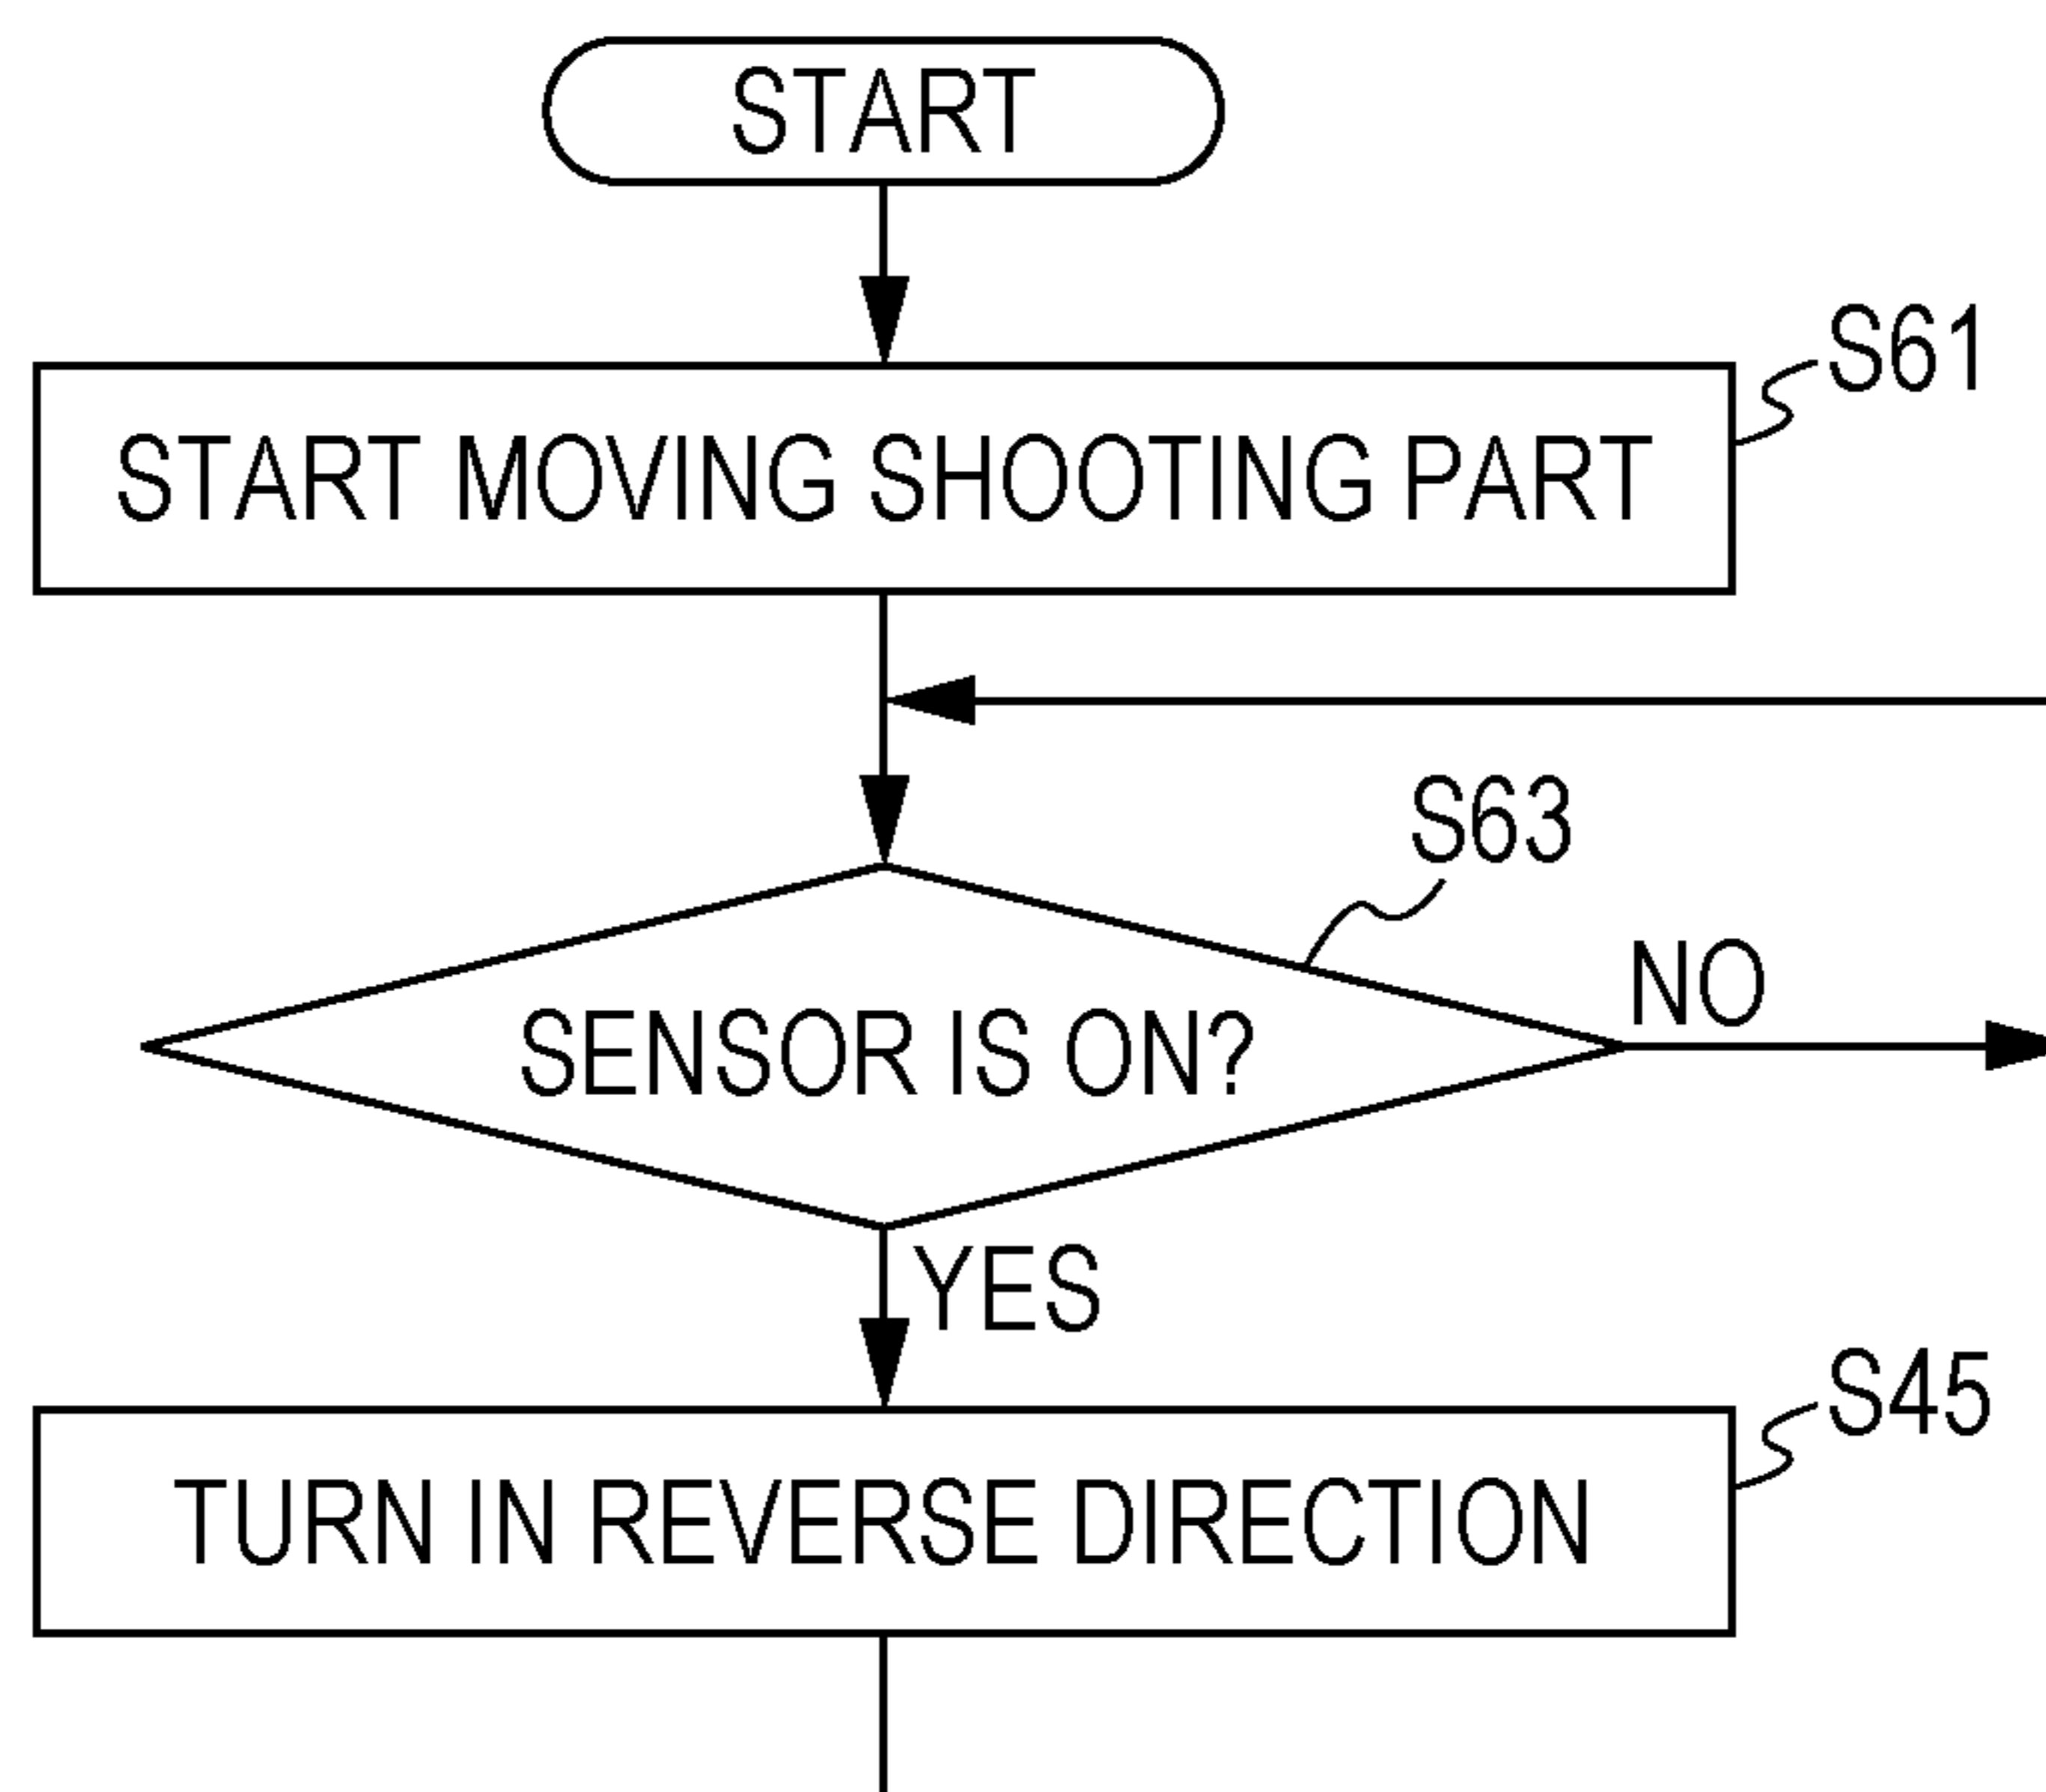 START
S61
START MOVING SHOOTING PART
S63
NO
SENSOR IS ON?
YES
S45
TURN IN REVERSE DIRECTION